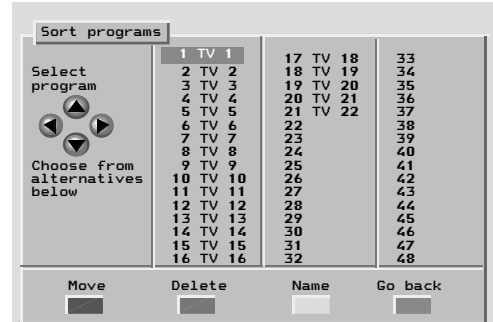 Sort programs
Select
program
Choose from
alternatives
below
1 TV 1
2 TV 2
3 TV 3
4 TV 4
5 TV 5
6 TV 6
7 TV 7
8 TV 8
9 TV 9
10 TV 10
11 TV 11
12 TV 12
13 TV 13
14 TV 14
15 TV 15
16 TV 16
17 TV 18
18 TV 19
19 TV 20
20 TV 21
21 TV 22
22
23
24
25
26
27
28
29
30
31
32
33
34
35
36
37
38
39
40
41
42
43
44
45
46
47
48
Move Delete Name Go back